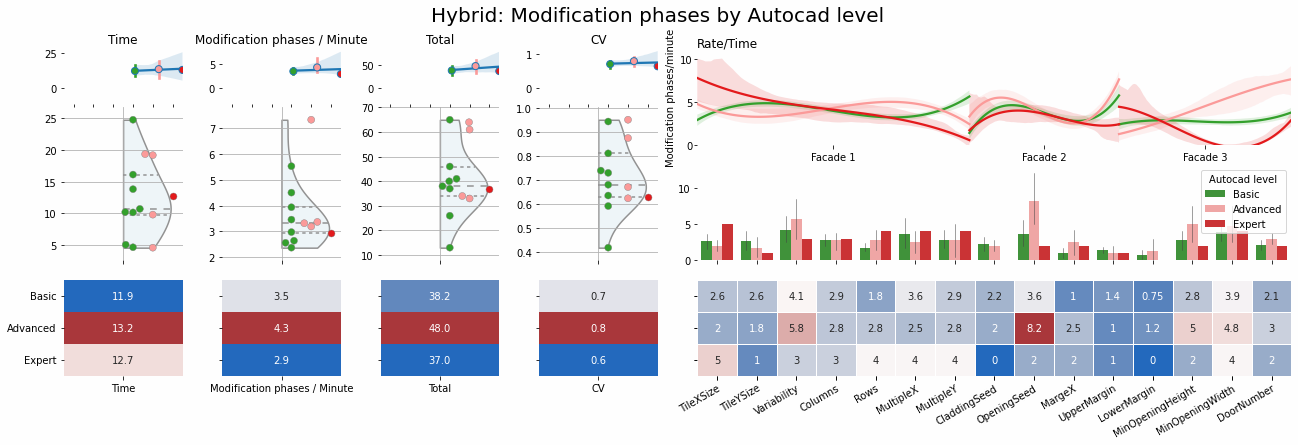 Hybrid: Modification phases by Autocad level
Time
Modification phases / Minute
Total
CV
Rate/Time
25
0
5
0
50
0
1
0
Modification phases/minute
10
5
0
Facade 1
Facade 2
Facade 3
25
20
15
10
5
7
6
5
4
3
2
70
60
50
40
30
20
10
1.0
0.9
0.8
0.7
0.6
0.5
0.4
10
5
0
Autocad level
Basic
Advanced
Expert
Basic 11.9 3.5 38.2 0.7 2.6 2.6 4.1 2.9 1.8 3.6 2.9 2.2 3.6 1 1.4 0.75 2.8 3.9 2.1
Advanced 13.2 4.3 48.0 0.8 2 1.8 5.8 2.8 2.8 2.5 2.8 2 8.2 2.5 1 1.2 5 4.8 3
Expert 12.7 2.9 37.0 0.6 5 1 3 3 4 4 4 0 2 2 1 0 2 4 2
Time
Modification phases / Minute
Total
CV
TileXSize
TileYSize
Variability
Columns
Rows
MultipleX
MultipleY
CladdingSeed
OpeningSeed
MargeX
UpperMargin
LowerMargin
MinOpeningHeight
MinOpeningWidth
DoorNumber